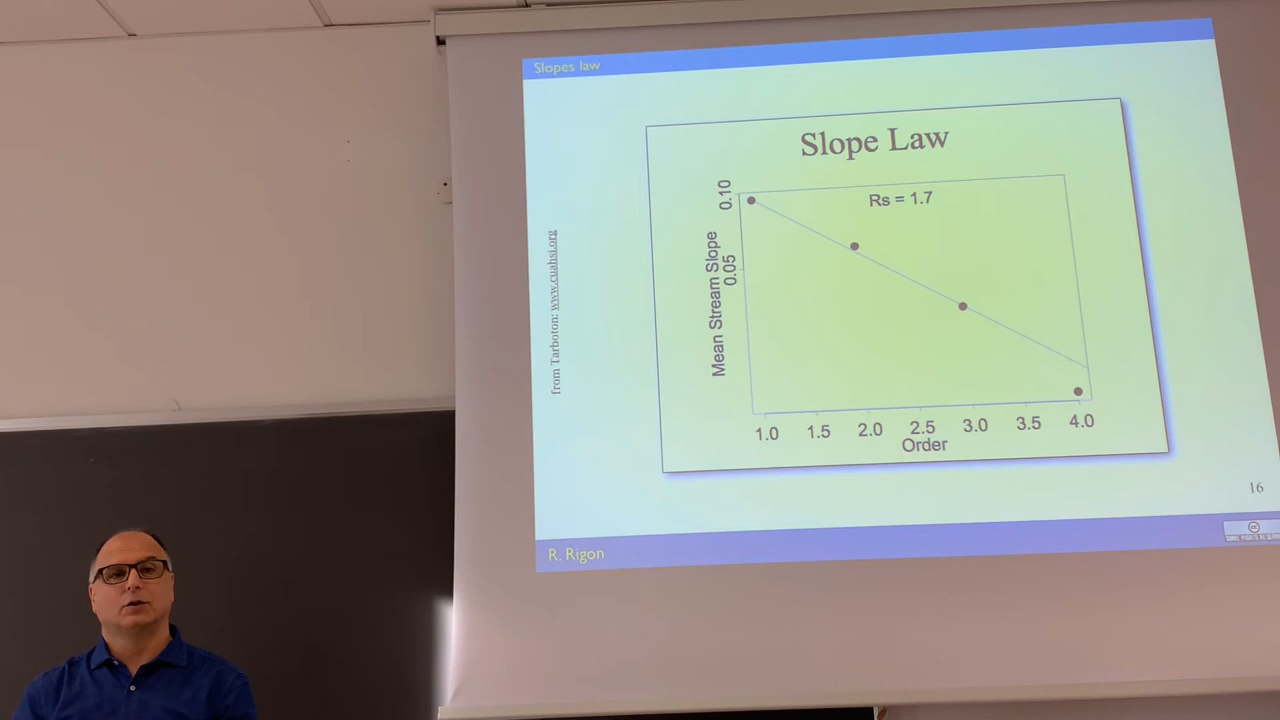 Slopes law
Slope Law
Rs = 1.7
0.10
0.05
Mean Stream Slope
1.0 1.5 2.0 2.5 3.0 3.5 4.0
Order
from Tarboton: www.cuahsi.org
16
R. Rigon
cc